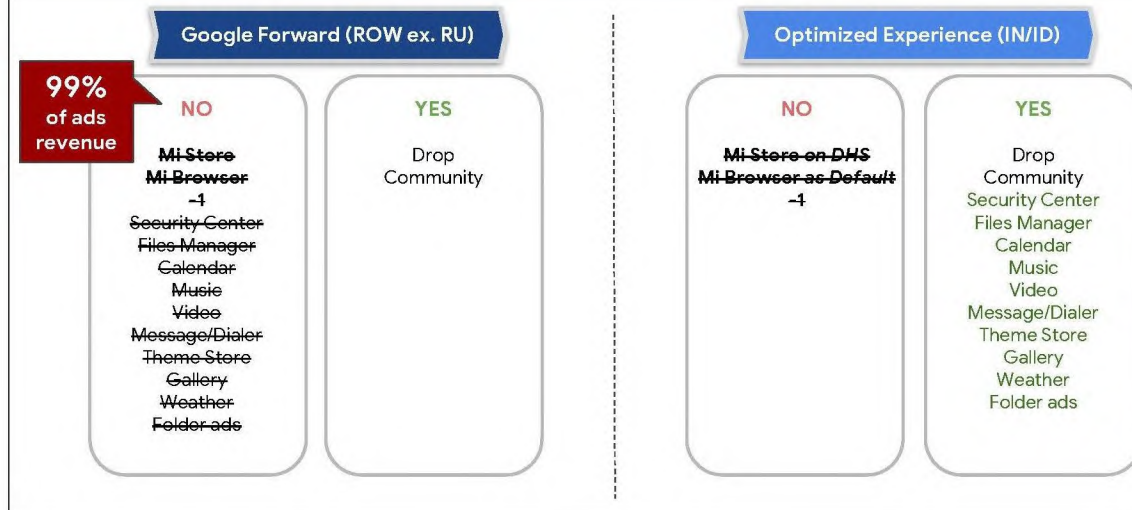 Google Forward (ROW ex. RU)
99%
of ads
revenue
NO
Mi Store
Mi Browser
-1
Security Center
Files Manager
Calendar
Music
Video
Message/Dialer
Theme Store
Gallery
Weather
Folder ads
YES
Drop
Community
Optimized Experience (IN/ID)
NO
Mi Store on DHS
Mi Browser as Default
-1
YES
Drop
Community
Security Center
Files Manager
Calendar
Music
Video
Message/Dialer
Theme Store
Gallery
Weather
Folder ads